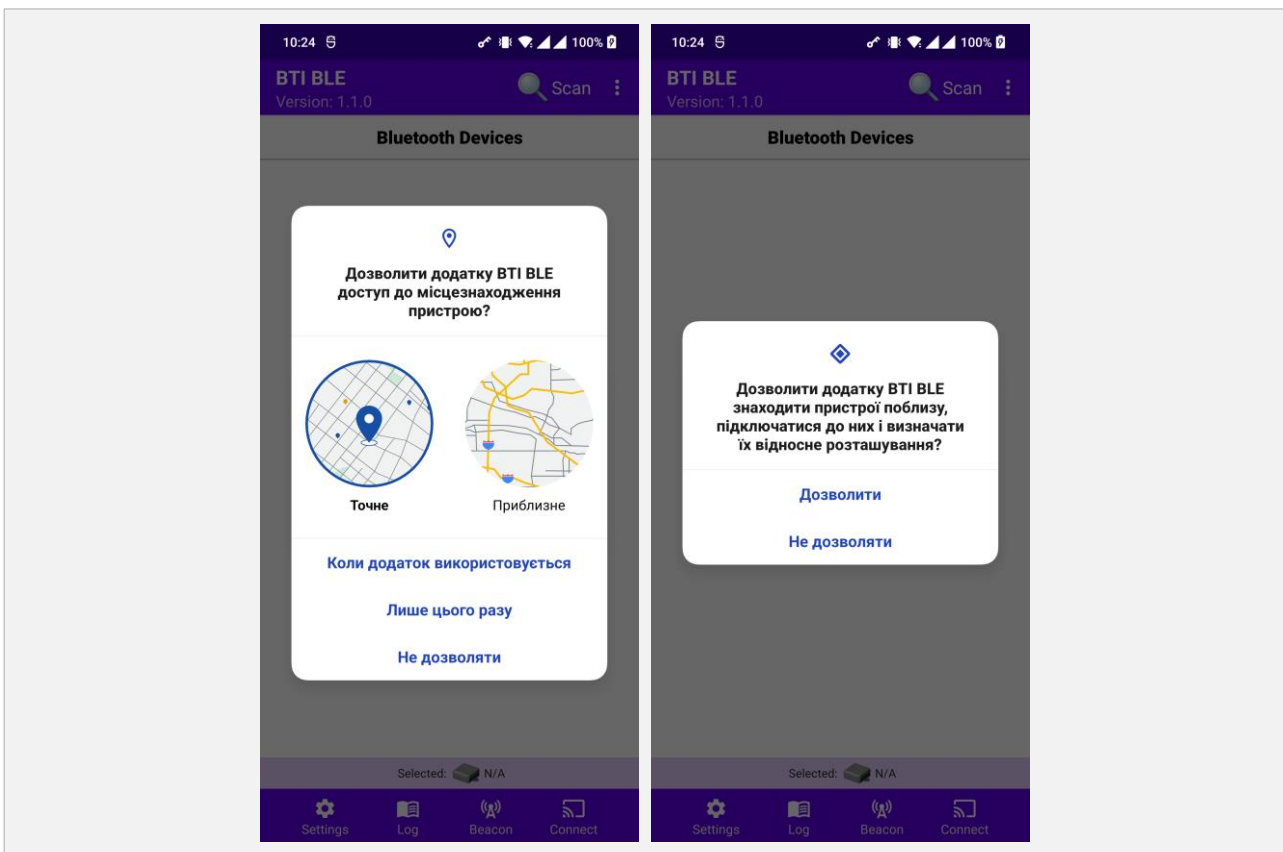 10:24 100%
BTI BLE
Version: 1.1.0
Scan
Bluetooth Devices
Дозволити додатку BTI BLE
доступ до місцезнаходження
пристрою?
Точне
Приблизне
Коли додаток використовується
Лише цього разу
Не дозволяти
Selected: N/A
Settings Log Beacon Connect
10:24 100%
BTI BLE
Version: 1.1.0
Scan
Bluetooth Devices
Дозволити додатку BTI BLE
знаходити пристрої поблизу,
підключатися до них і визначати
їх відносне розташування?
Дозволити
Не дозволяти
Selected: N/A
Settings Log Beacon Connect